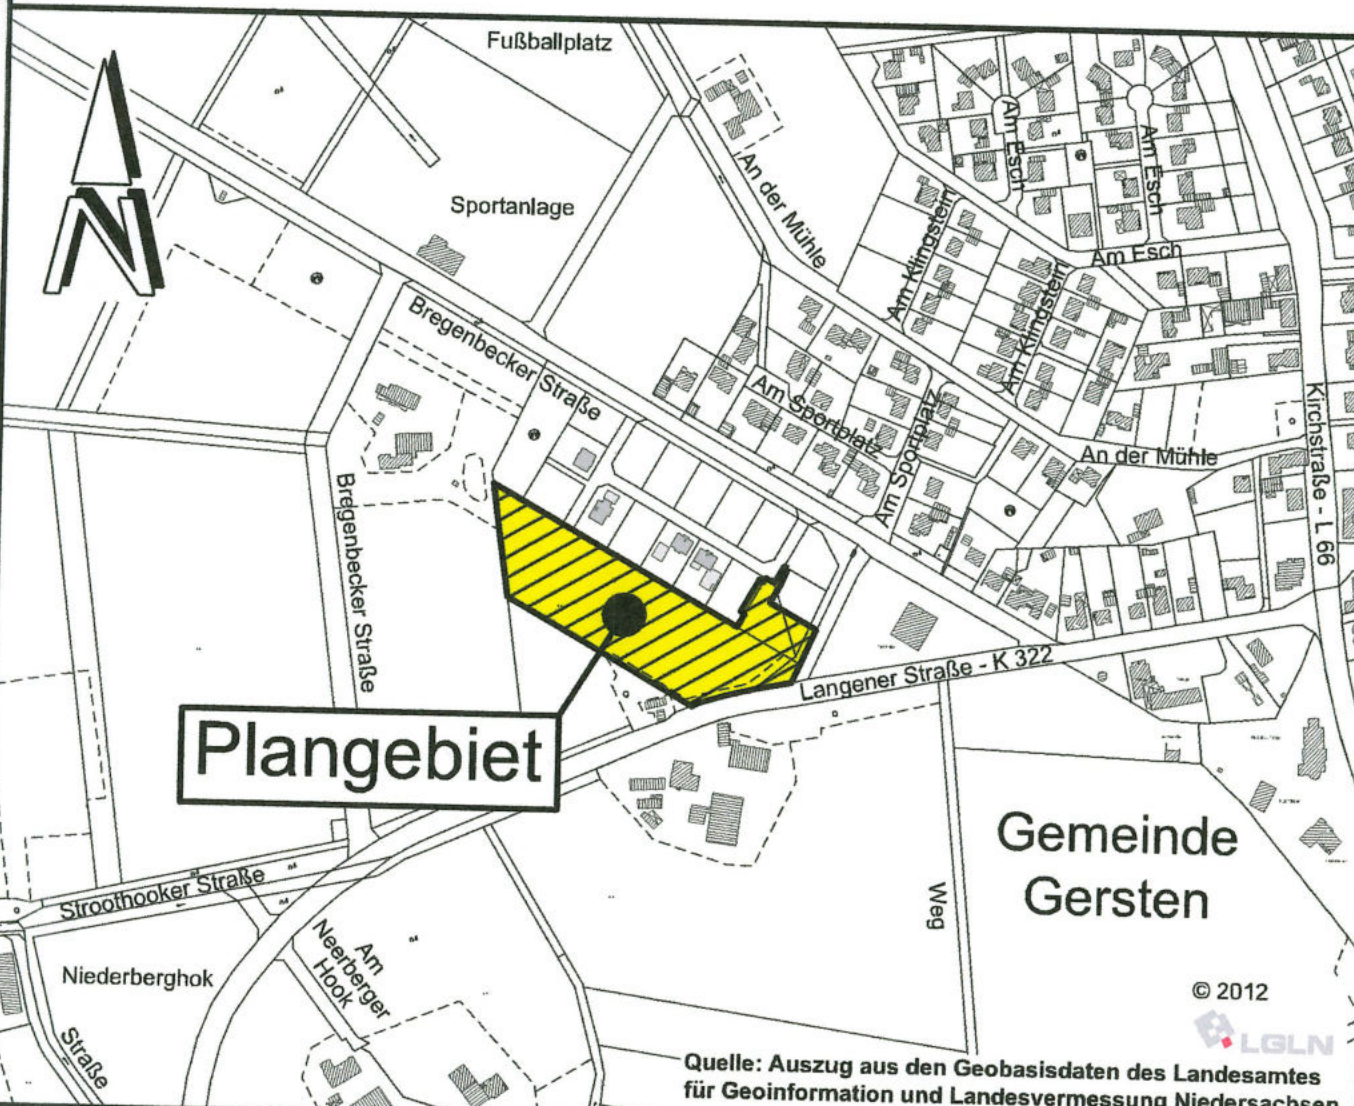 Fußballplatz
Sportanlage
An der Mühle
Am Esch
Am Esch
Am Esch
Am Klingstein
Am Klingstein
Bregenbecker Straße
Am Sportplatz
Am Sportplatz
An der Mühle
Kirchstraße - L 66
Bregenbecker Straße
N
Langener Straße - K 322
Plangebiet
Gemeinde
Gersten
Stroothooker Straße
Weg
Niederberghok
Am
Neerberger
Hook
Straße
© 2012
LGLN
Quelle: Auszug aus den Geobasisdaten des Landesamtes
für Geoinformation und Landesvermessung Niedersachsen